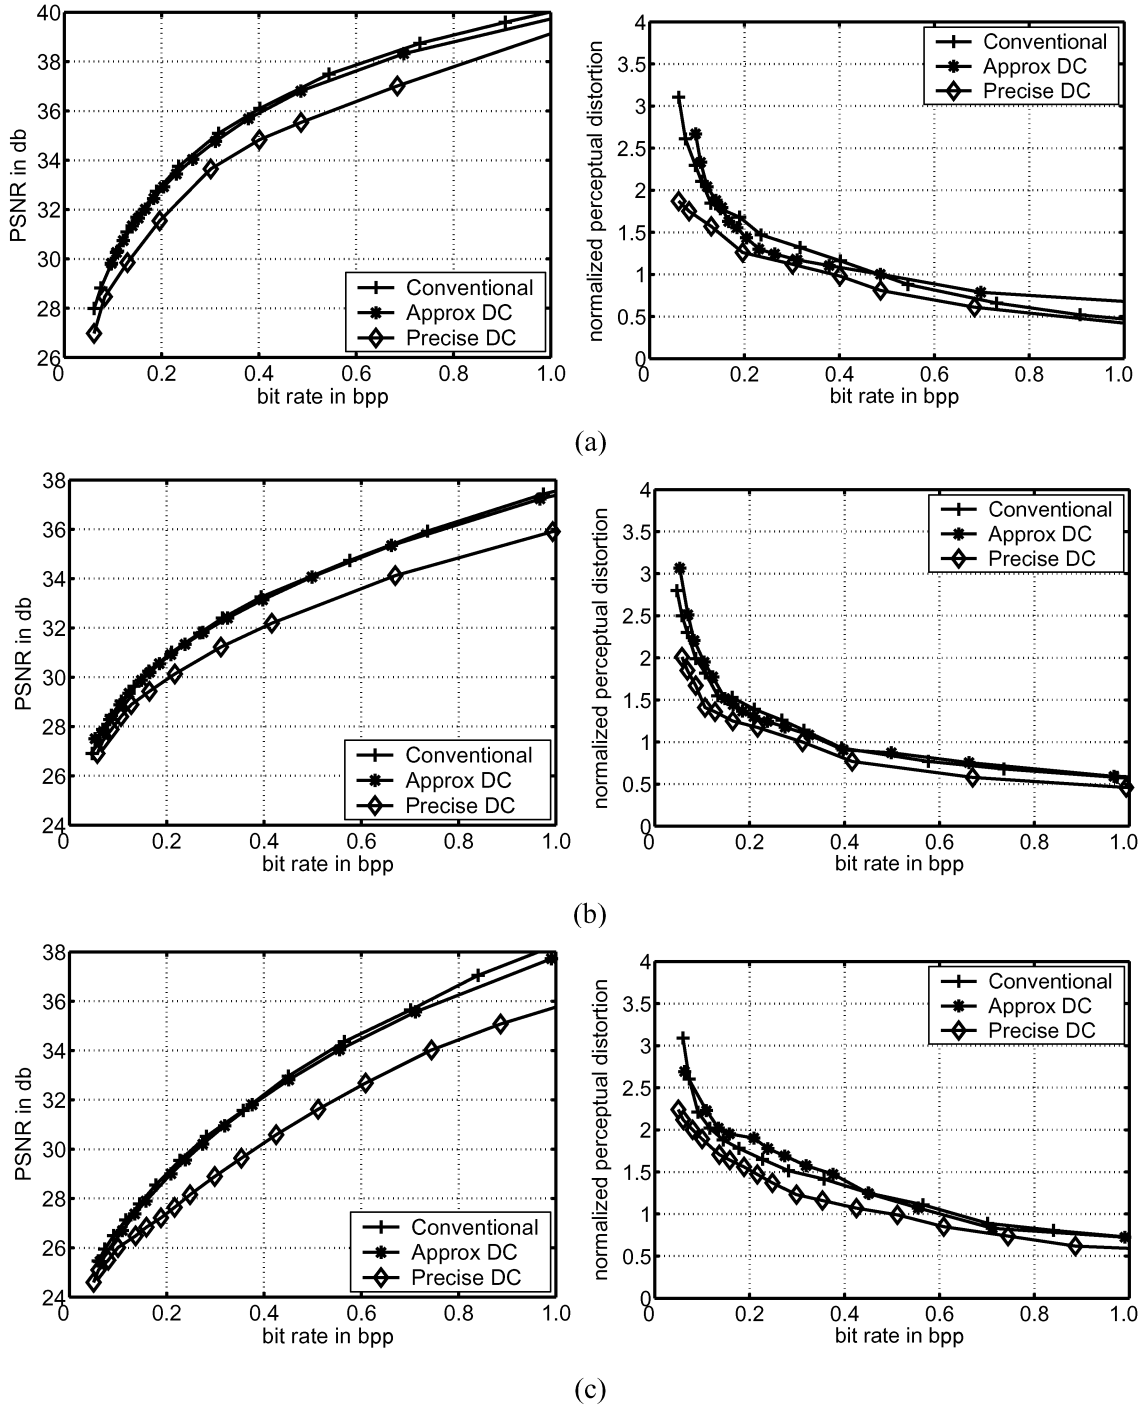 40
38
36
34
32
30
28
26
PSNR in db
0 0.2 0.4 0.6 0.8 1.0
bit rate in bpp
Conventional
Approx DC
Precise DC
4
3.5
3
2.5
2
1.5
1
0.5
0
normalized perceptual distortion
0 0.2 0.4 0.6 0.8 1.0
bit rate in bpp
Conventional
Approx DC
Precise DC
(a)
38
36
34
32
30
28
26
24
PSNR in db
0 0.2 0.4 0.6 0.8 1.0
bit rate in bpp
Conventional
Approx DC
Precise DC
4
3.5
3
2.5
2
1.5
1
0.5
0
normalized perceptual distortion
0 0.2 0.4 0.6 0.8 1.0
bit rate in bpp
Conventional
Approx DC
Precise DC
(b)
38
36
34
32
30
28
26
24
PSNR in db
0 0.2 0.4 0.6 0.8 1.0
bit rate in bpp
Conventional
Approx DC
Precise DC
4
3.5
3
2.5
2
1.5
1
0.5
0
normalized perceptual distortion
0 0.2 0.4 0.6 0.8 1.0
bit rate in bpp
Conventional
Approx DC
Precise DC
(c)